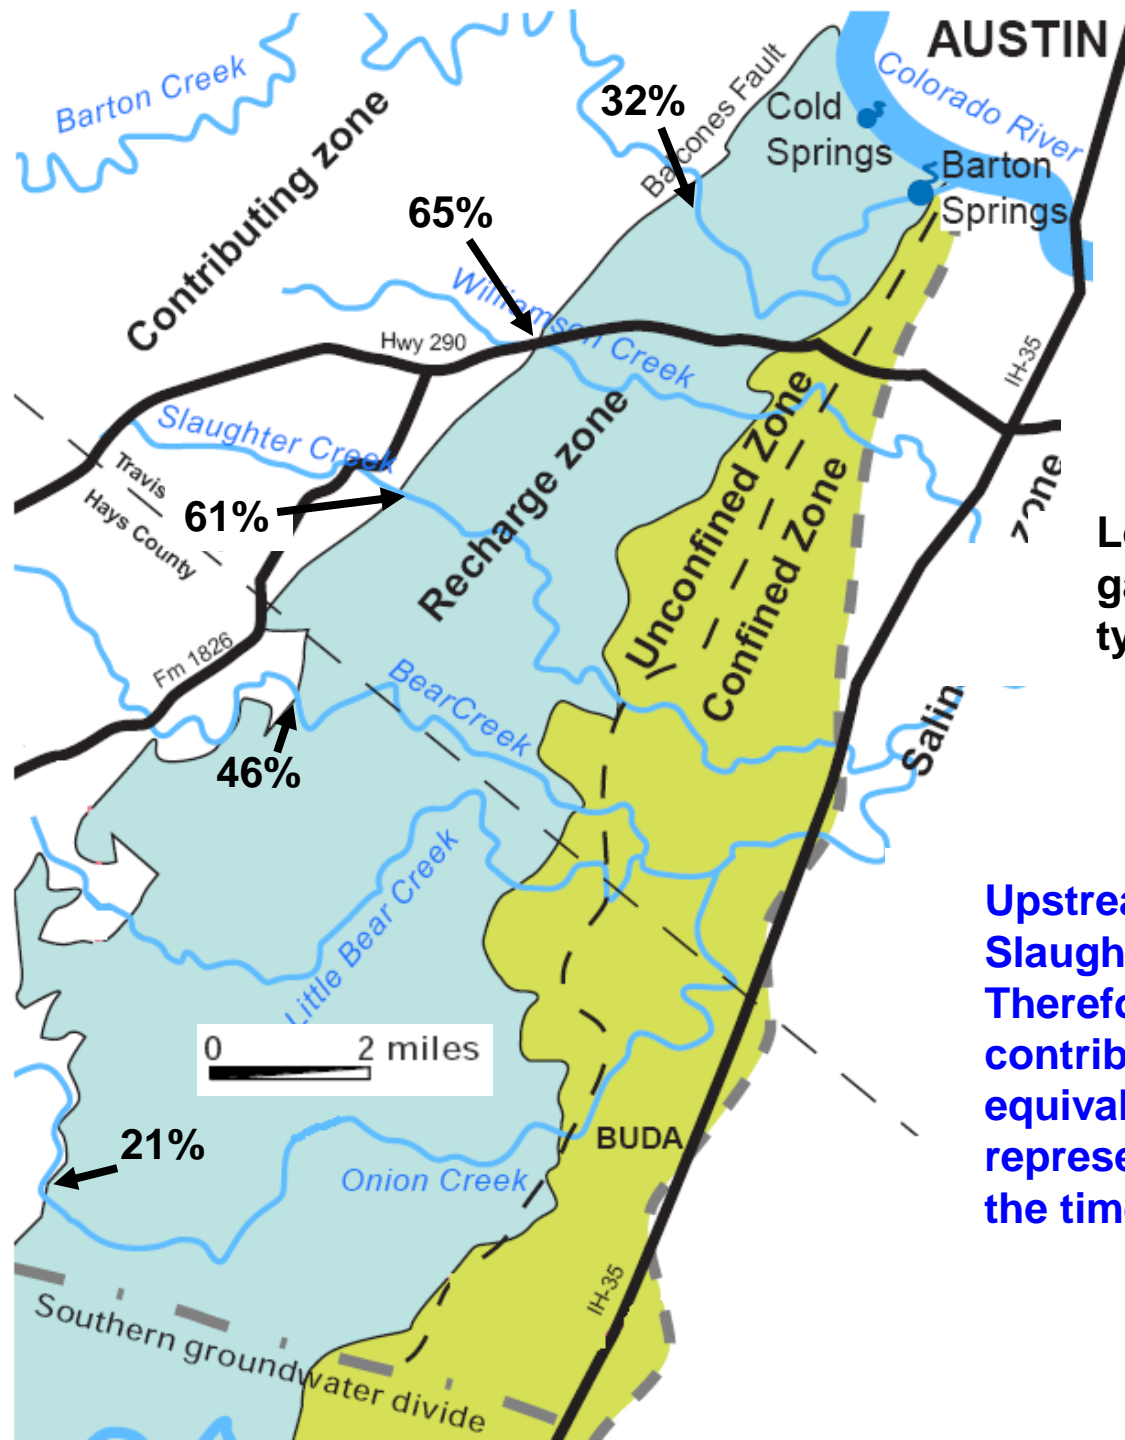 AUSTIN
Barton Creek
Contributing zone
32%
Balcones Fault
Cold
Springs
Colorado River
Barton
Springs
65%
Williamson Creek
Hwy 290
IH-35
Slaughter Creek
Travis
Hays County
61%
Recharge zone
Unconfined Zone
Confined Zone
zone
Fm 1826
BearCreek
46%
Salin
Little Bear Creek
Upstrea
Slaugh
Therefo
contrib
equival
represe
the tim
0 2 miles
21%
Onion Creek
BUDA
IH-35
Southern groundwater divide